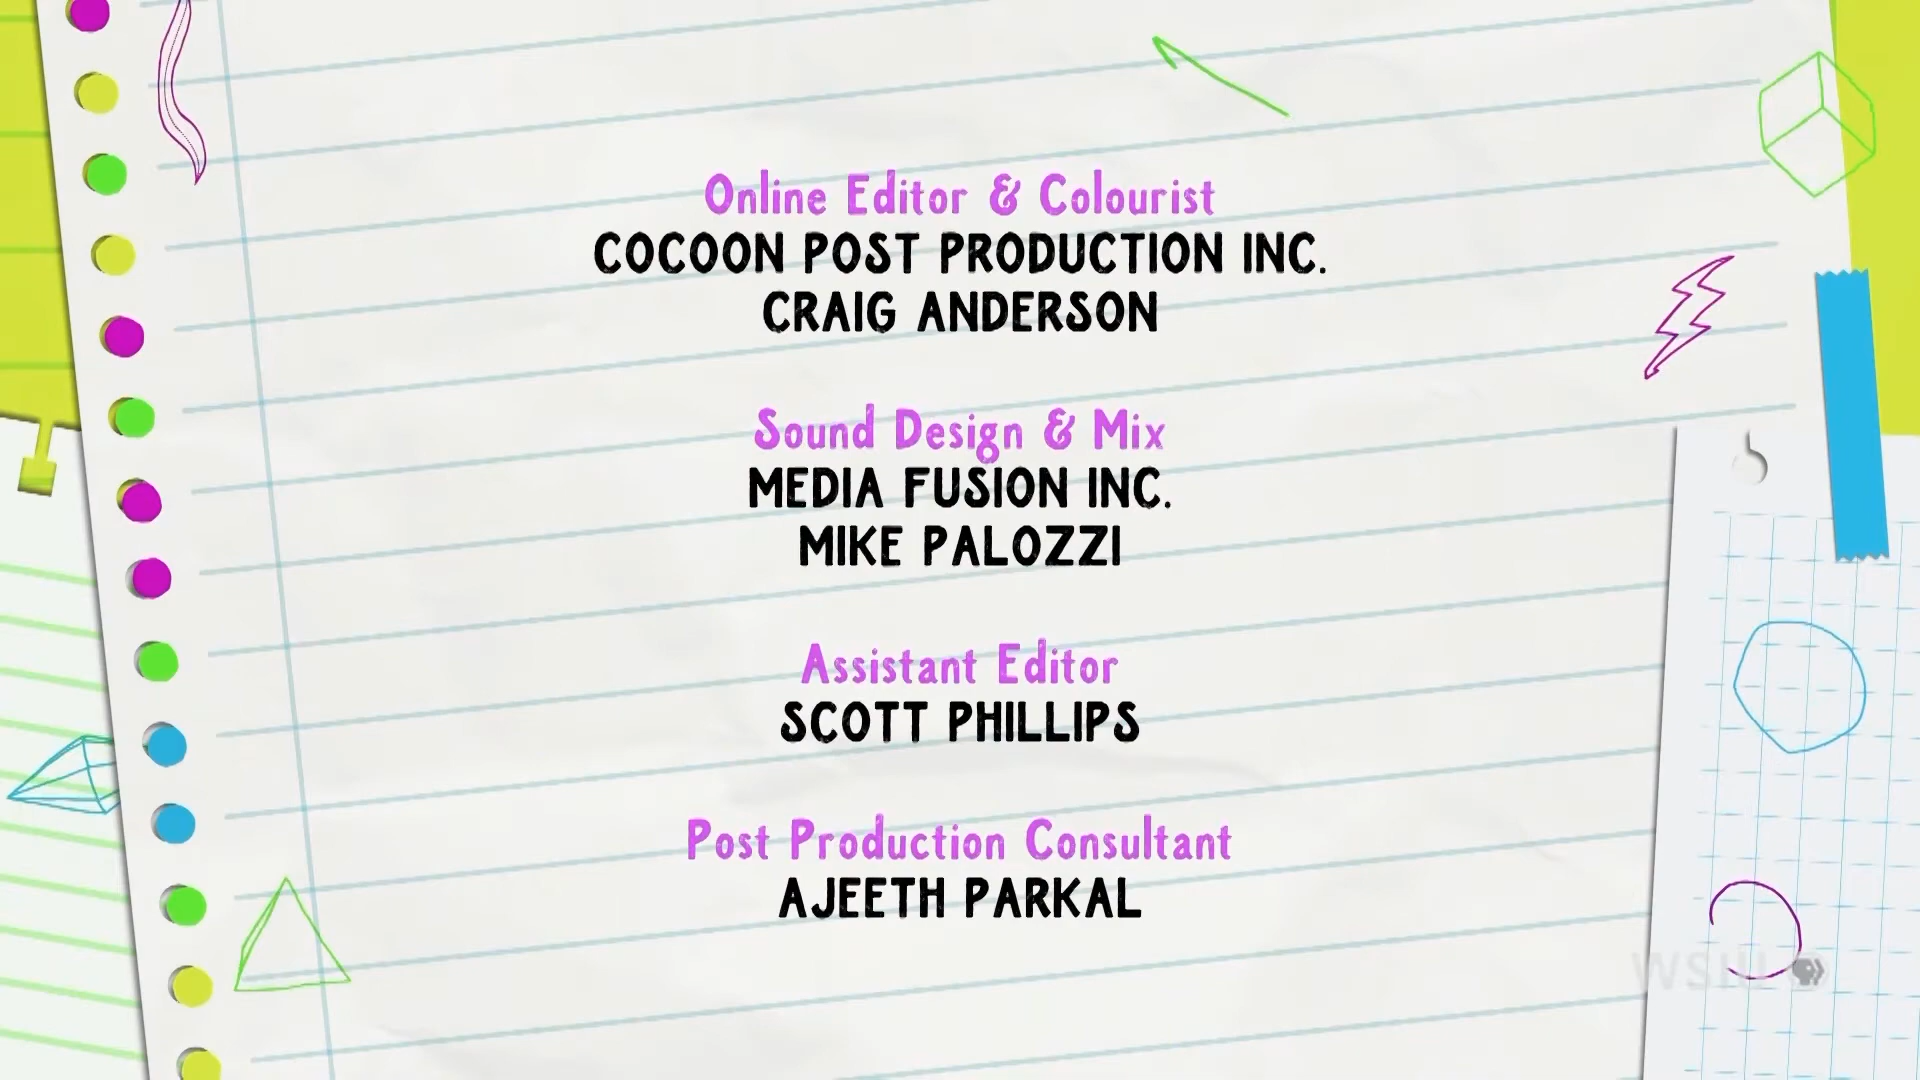 Online Editor & Colourist
COCOON POST PRODUCTION INC.
CRAIG ANDERSON
Sound Design & Mix
MEDIA FUSION INC.
MIKE PALOZZI
Assistant Editor
SCOTT PHILLIPS
Post Production Consultant
AJEETH PARKAL
WSIU